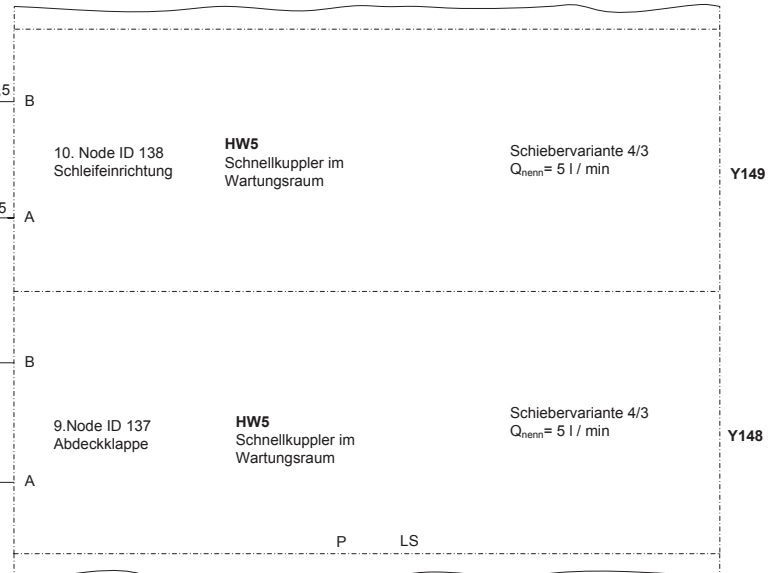 ,5
B
10. Node ID 138
Schleifeinrichtung
HW5
Schnellkuppler im
Wartungsraum
Schiebervariante 4/3
Qnenn= 5 l / min
Y149
5
A
B
9.Node ID 137
Abdeckklappe
HW5
Schnellkuppler im
Wartungsraum
Schiebervariante 4/3
Qnenn= 5 l / min
Y148
A
P LS